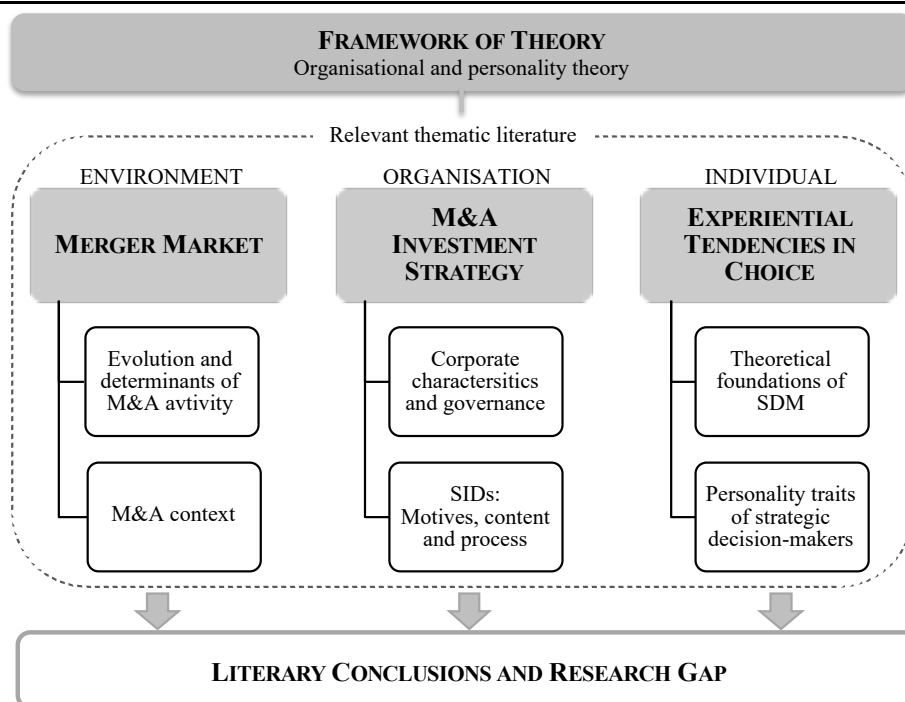 FRAMEWORK OF THEORY
Organisational and personality theory
Relevant thematic literature
ENVIRONMENT
MERGER MARKET
Evolution and
determinants of
M&A avtivity
M&A context
ORGANISATION
M&A
INVESTMENT
STRATEGY
Corporate
charactersitics
and governance
SIDs:
Motives, content
and process
INDIVIDUAL
EXPERIENTIAL
TENDENCIES IN
CHOICE
Theoretical
foundations of
SDM
Personality traits
of strategic
decision-makers
LITERARY CONCLUSIONS AND RESEARCH GAP